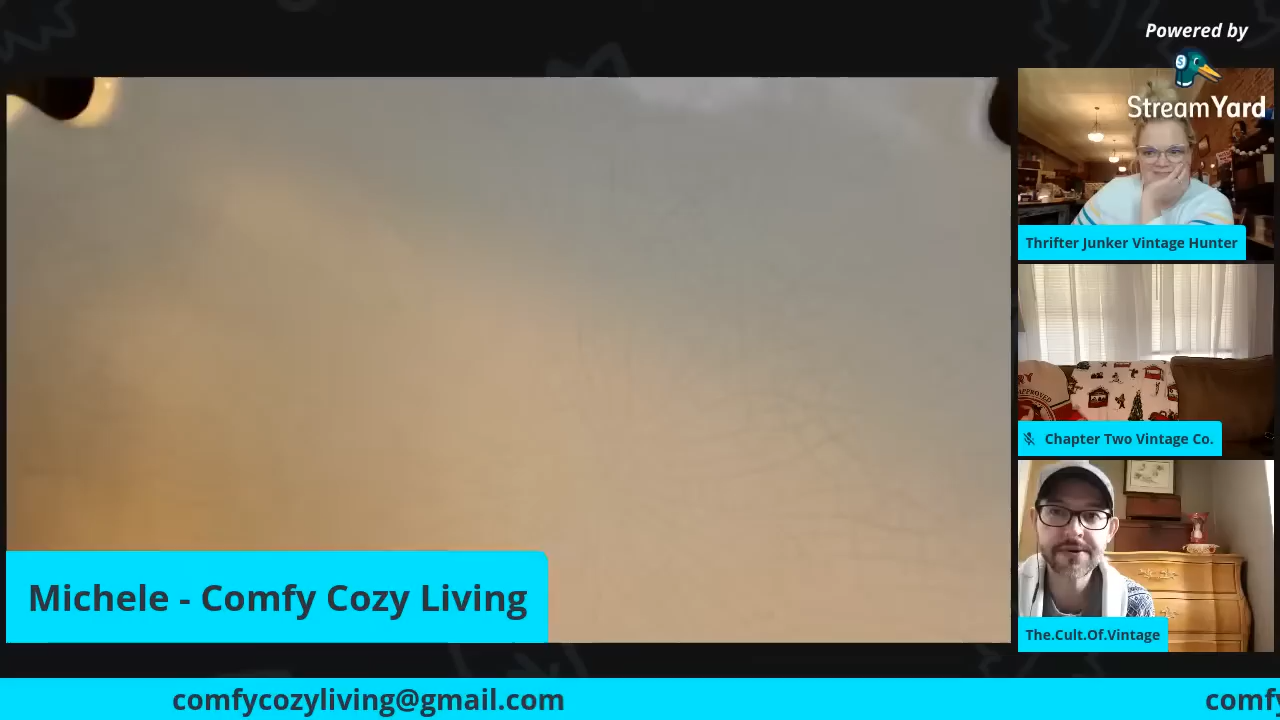 Powered by
StreamYard
Thrifter Junker Vintage Hunter
APPROVED
Chapter Two Vintage Co.
The.Cult.Of.Vintage
Michele - Comfy Cozy Living
comfycozyliving@gmail.com
comfy